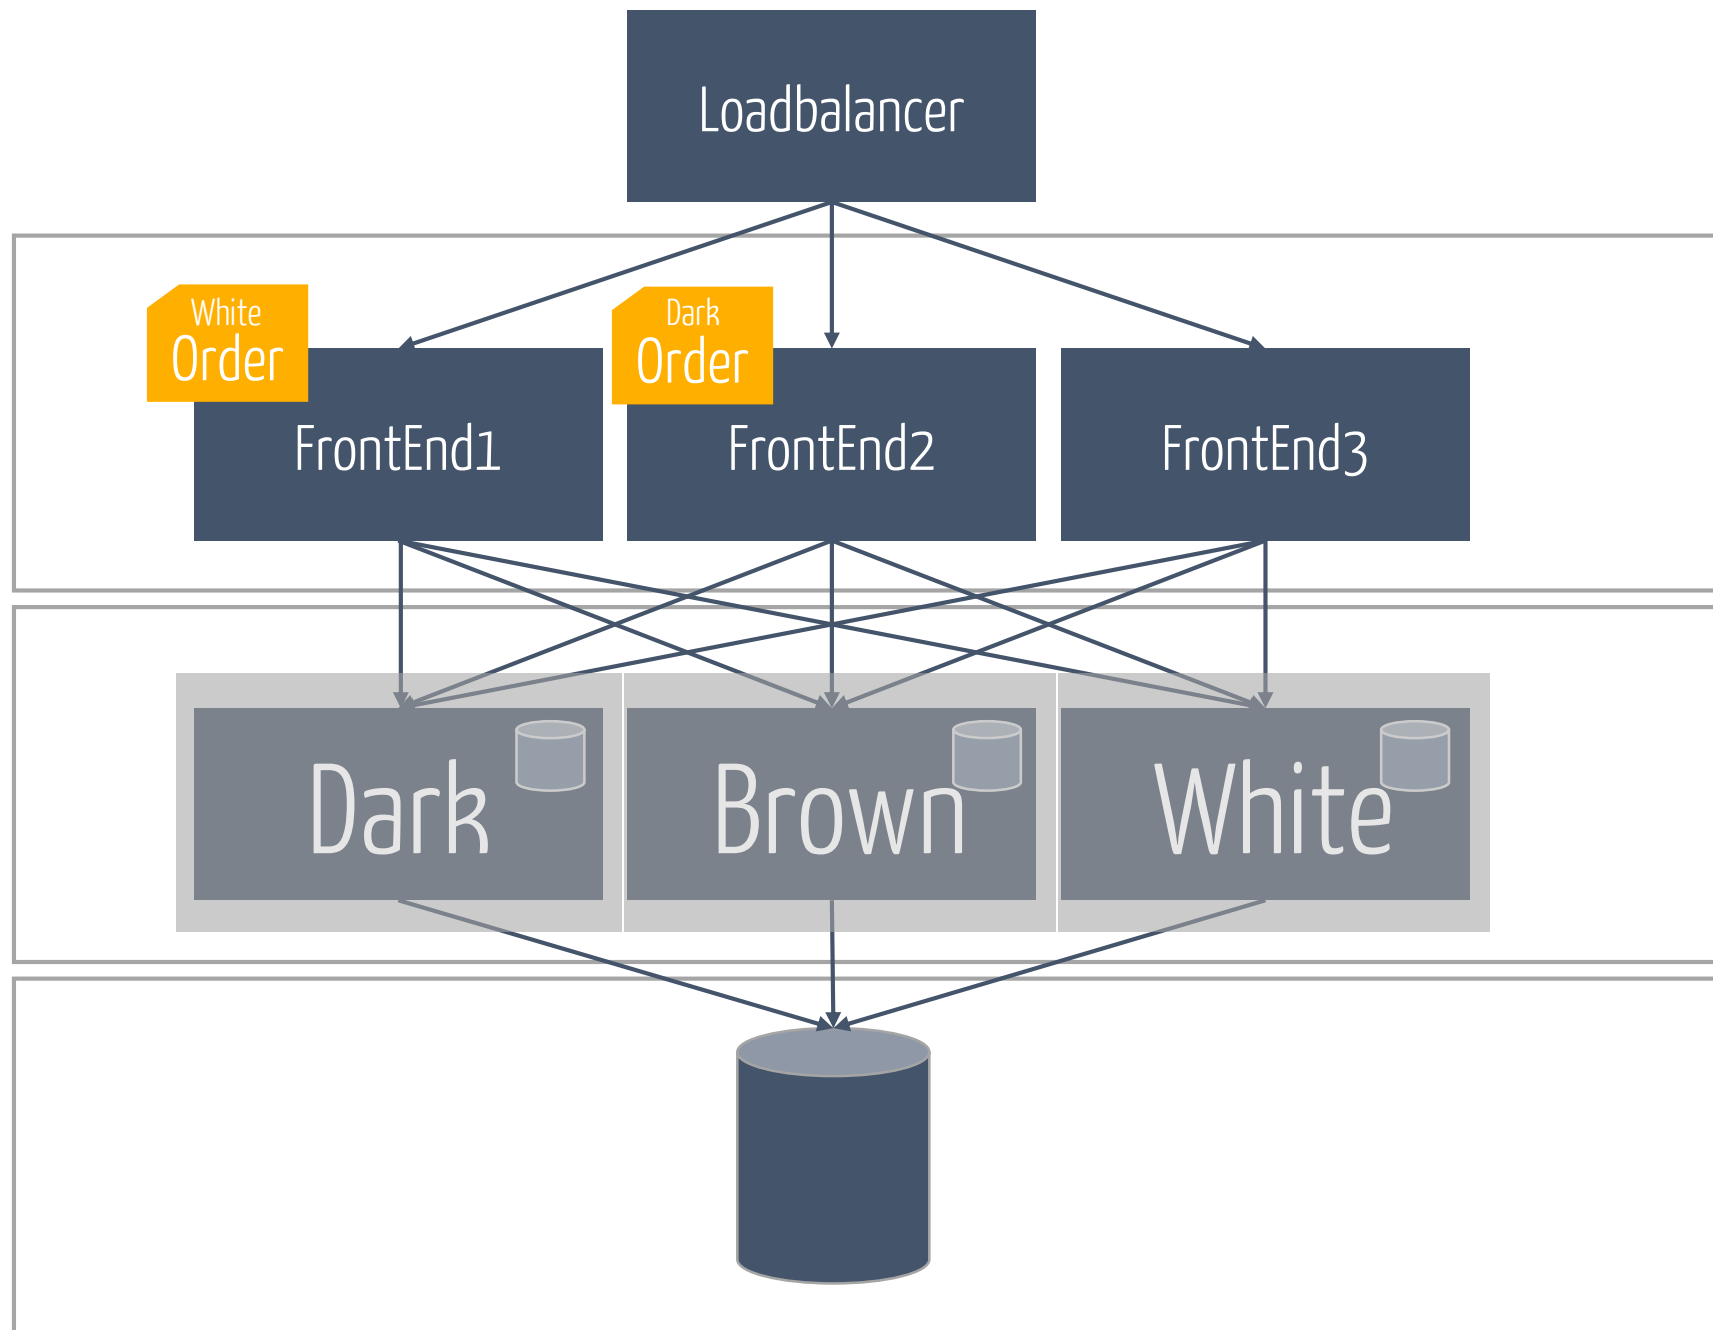 Loadbalancer
White
Order
Dark
Order
FrontEnd1
FrontEnd2
FrontEnd3
Dark
Brown
White